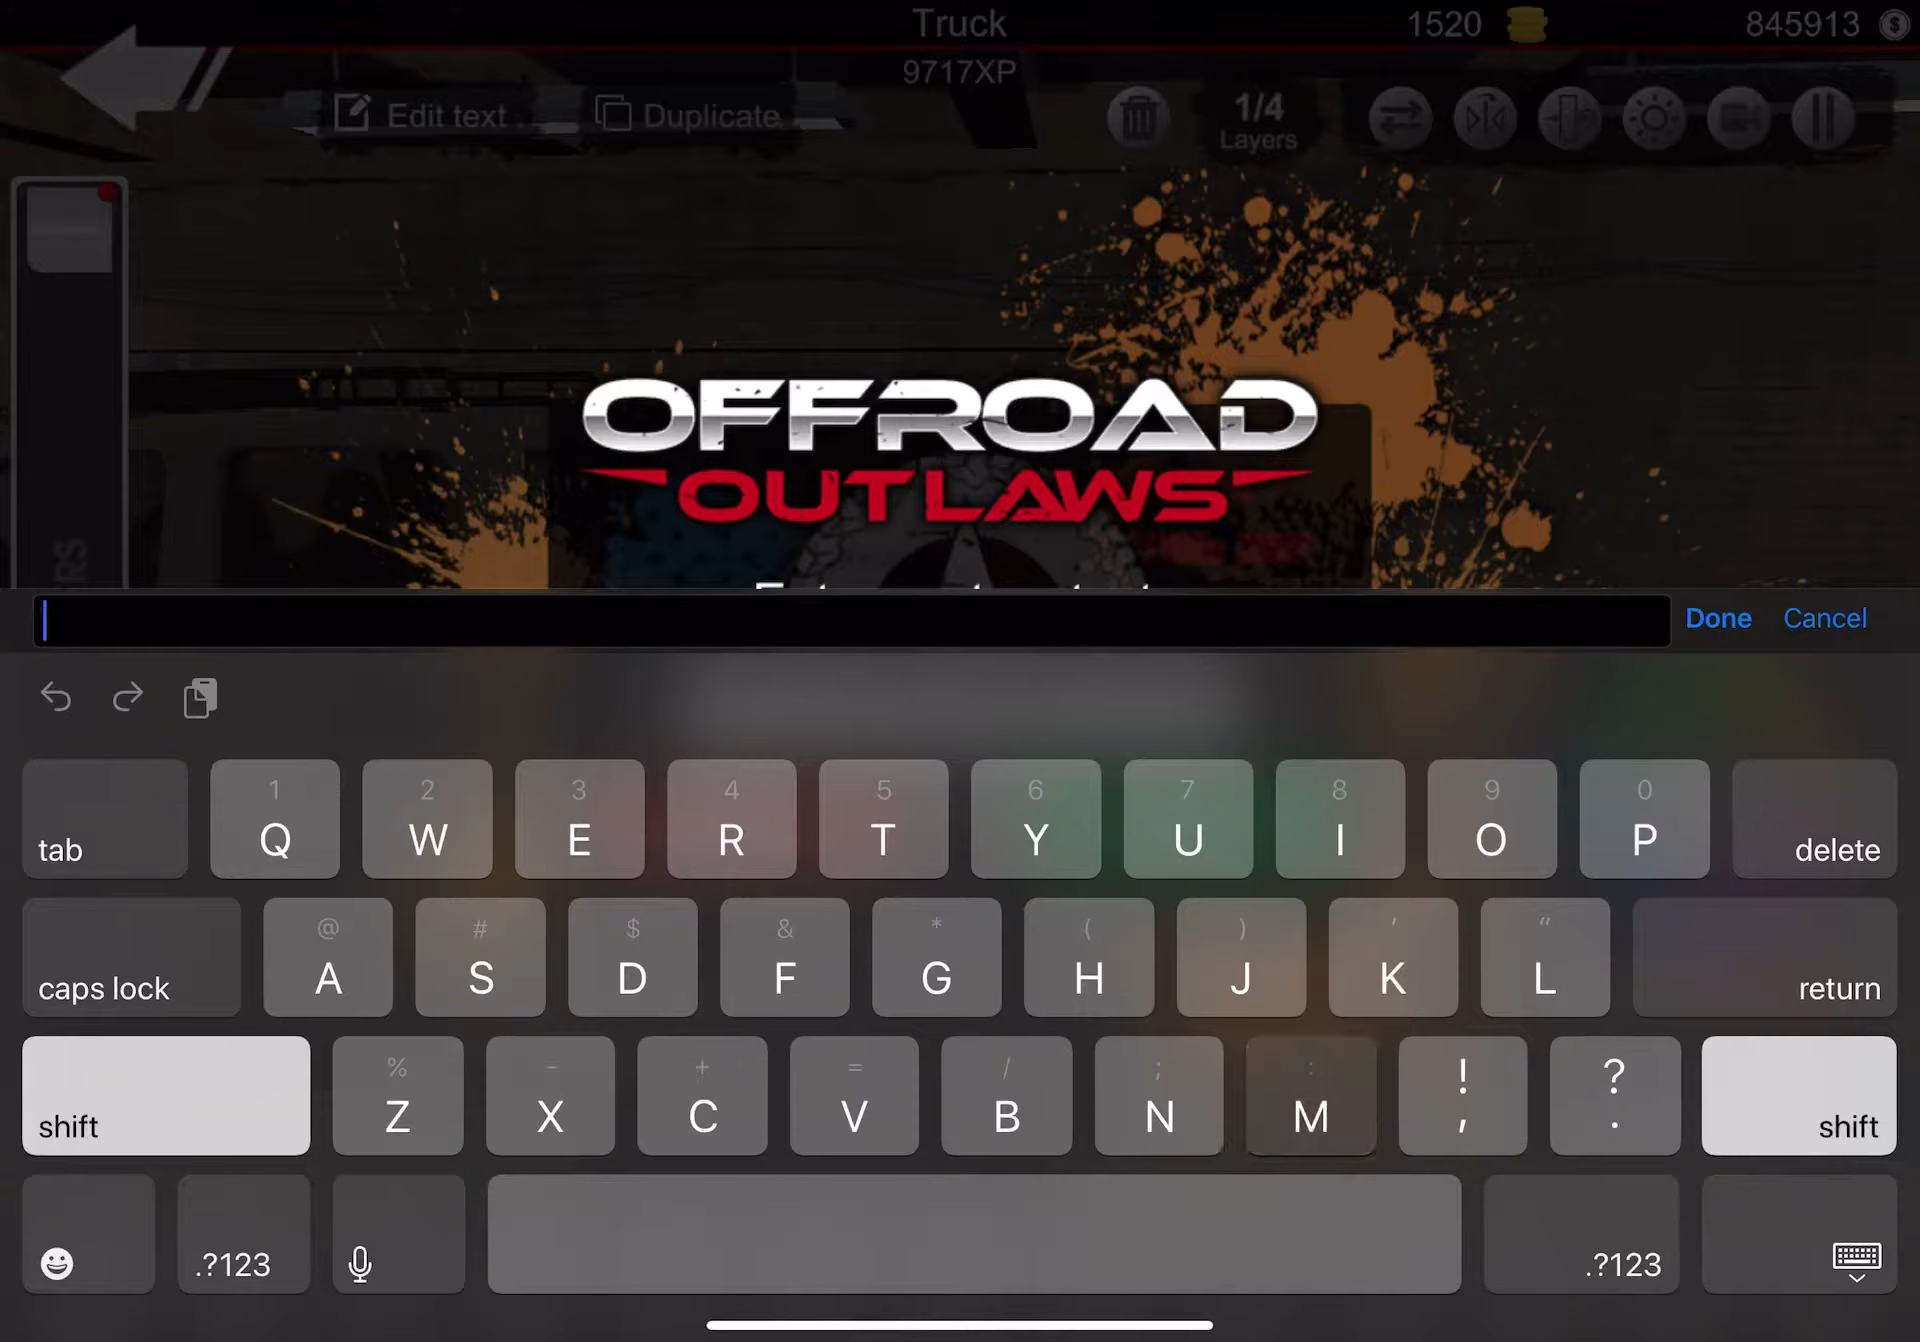 Truck
1520
845913
9717XP
Edit text
Duplicate
1/4
Layers
OFFROAD
OUTLAWS
Done
Cancel
tab
1 2 3 4 5 6 7 8 9 0
Q W E R T Y U I O P
delete
caps lock
@ # $ & * ( ) ' "
A S D F G H J K L
return
shift
% - + = / ; : ! ?
Z X C V B N M , .
shift
.?123
.?123